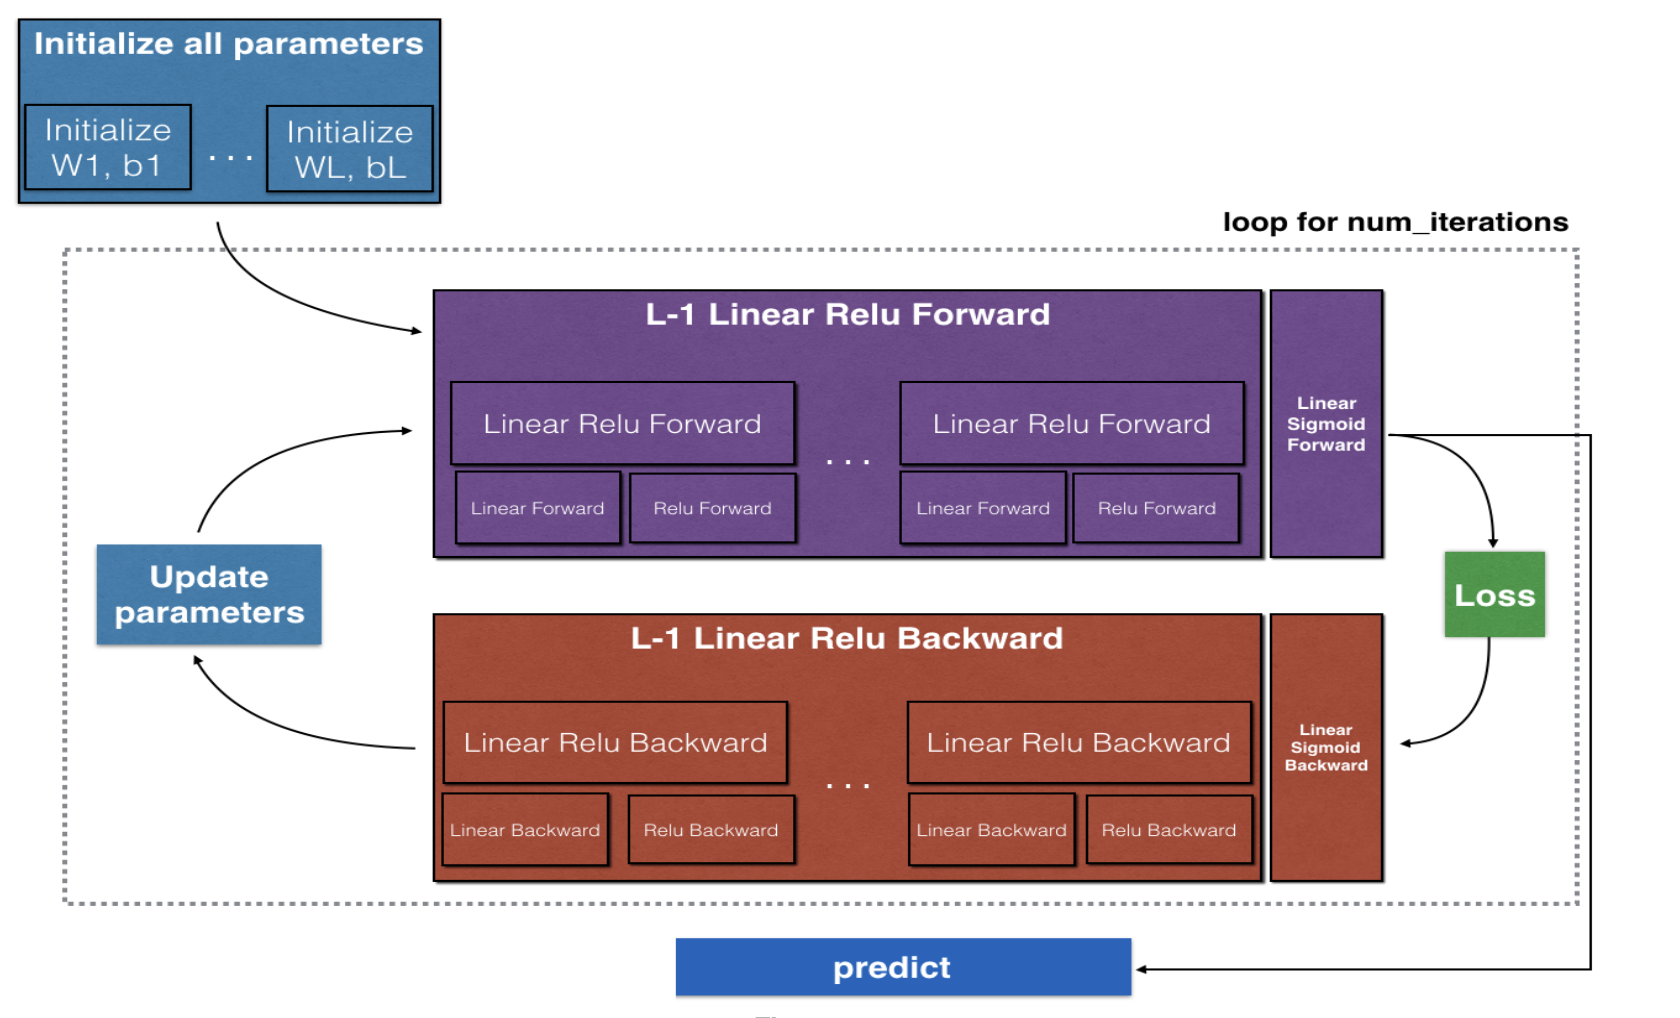 Initialize all parameters
Initialize
W1, b1
. . .
Initialize
WL, bL
loop for num_iterations
L-1 Linear Relu Forward
Linear Relu Forward
Linear Forward
Relu Forward
. . .
Linear Relu Forward
Linear Forward
Relu Forward
Linear
Sigmoid
Forward
Update
parameters
Loss
L-1 Linear Relu Backward
Linear Relu Backward
Linear Backward
Relu Backward
. . .
Linear Relu Backward
Linear Backward
Relu Backward
Linear
Sigmoid
Backward
predict